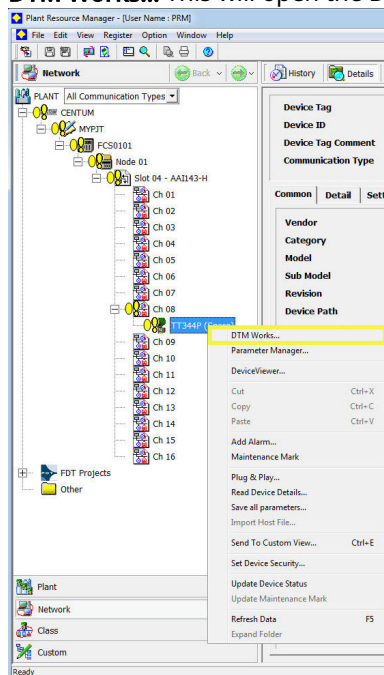 DTM Works... This will open the D
Plant Resource Manager - [User Name : PRM]
File Edit View Register Option Window Help
Network Back History Details
PLANT All Communication Types
CENTUM
MYPJT
FCS0101
Node 01
Slot 04 - AAI143-H
Ch 01
Ch 02
Ch 03
Ch 04
Ch 05
Ch 06
Ch 07
Ch 08
TT344P
Ch 09
Ch 10
Ch 11
Ch 12
Ch 13
Ch 14
Ch 15
Ch 16
FDT Projects
Other
Device Tag
Device ID
Device Tag Comment
Communication Type
Common Detail Sett
Vendor
Category
Model
Sub Model
Revision
Device Path
DTM Works...
Parameter Manager...
DeviceViewer...
Cut Ctrl+X
Copy Ctrl+C
Paste Ctrl+V
Add Alarm...
Maintenance Mark
Plug & Play...
Read Device Details...
Save all parameters...
Import Host File...
Send To Custom View... Ctrl+E
Set Device Security...
Update Device Status
Update Maintenance Mark
Refresh Data F5
Expand Folder
Plant
Network
Class
Custom
Ready